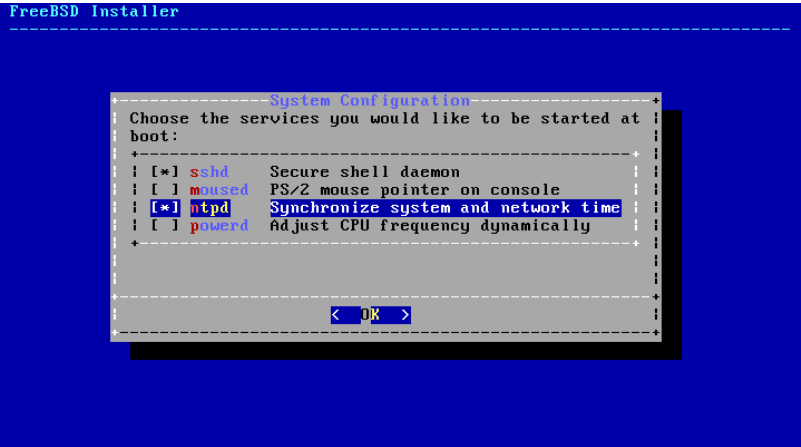 FreeBSD Installer
System Configuration
Choose the services you would like to be started at
boot:
[*] sshd Secure shell daemon
[ ] moused PS/2 mouse pointer on console
[*] ntpd Synchronize system and network time
[ ] powerd Adjust CPU frequency dynamically
< OK >